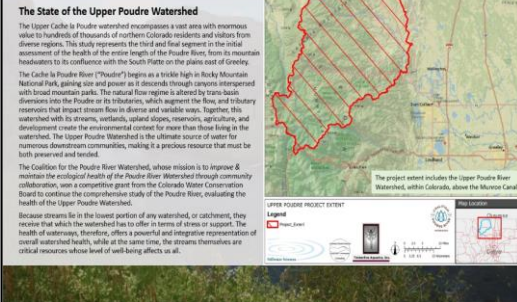 The State of the Upper Poudre Watershed
The Upper Cache la Poudre watershed encompasses a vast area with enormous
value to hundreds of thousands of northern Colorado residents and visitors from
diverse regions. This study represents the third and final segment in the initial
assessment of the health of the entire length of the Poudre River, from its mountain
headwaters to its confluence with the South Platte on the plains east of Greeley.
The Cache la Poudre River ("Poudre") begins as a trickle high in Rocky Mountain
National Park, gaining size and power as it descends through canyons interspersed
with broad mountain parks. The natural flow regime is altered by trans-basin
diversions into the Poudre or its tributaries, which augment the flow, and tributary
reservoirs that impact stream flow in diverse and variable ways. Together, this
watershed with its streams, wetlands, upland slopes, reservoirs, agriculture, and
development create the environmental context for more than those living in the
watershed. The Upper Poudre Watershed is the ultimate source of water for
numerous downstream communities, making it a precious resource that must be
both preserved and tended.
The Coalition for the Poudre River Watershed, whose mission is to improve &
maintain the ecological health of the Poudre River Watershed through community
collaboration, won a competitive grant from the Colorado Water Conservation
Board to continue the comprehensive study of the Poudre River, evaluating the
health of the Upper Poudre Watershed.
Because streams lie in the lowest portion of any watershed, or catchment, they
receive that which the watershed has to offer in terms of stress or support. The
health of waterways, therefore, offers a powerful and integrative representation of
overall watershed health, while at the same time, the streams themselves are
critical resources whose level of well-being affects us all.
The project extent includes the Upper Poudre
Watershed, within Colorado, above the Munroe Canal
UPPER POUDRE PROJECT EXTENT
Legend
Project_Extent
Map Location